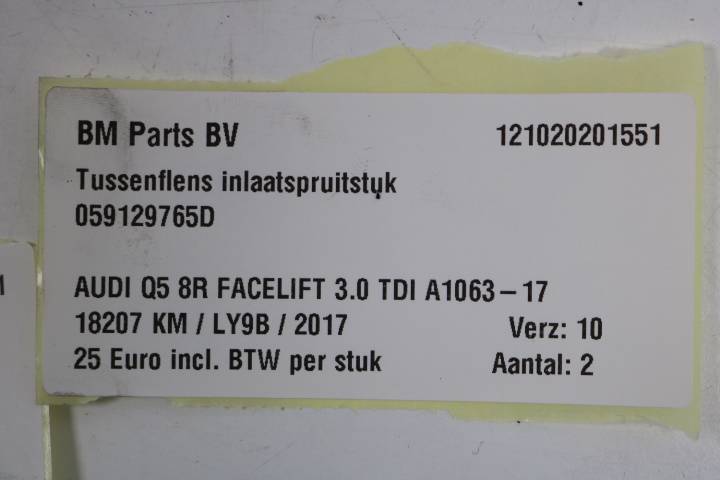 BM Parts BV 121020201551
Tussenflens inlaatspruitstuk
059129765D
AUDI Q5 8R FACELIFT 3.0 TDI A1063-17
18207 KM / LY9B / 2017 Verz: 10
25 Euro incl. BTW per stuk Aantal: 2